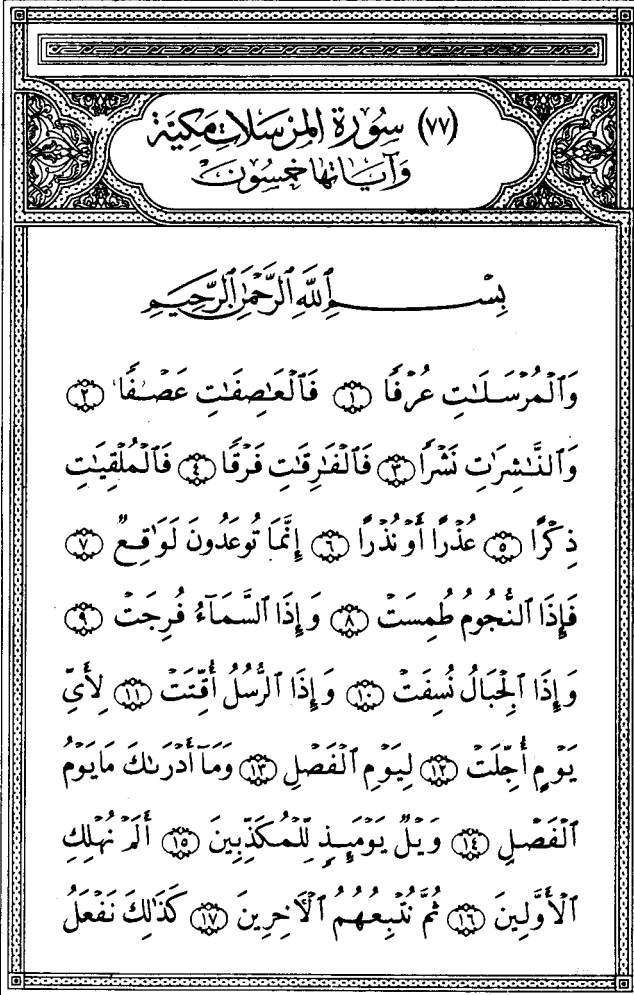 (٧٧) سُورَةُ المُرْسَلَاتِ مَكِيَّة
وَآيَاتُهَا خَمْسُونَ
بِسْمِ ٱللَّهِ ٱلرَّحْمَٰنِ ٱلرَّحِيمِ
وَٱلْمُرْسَلَٰتِ عُرْفًا ١ فَٱلْعَٰصِفَٰتِ عَصْفًا ٢
وَٱلنَّٰشِرَٰتِ نَشْرًا ٣ فَٱلْفَٰرِقَٰتِ فَرْقًا ٤ فَٱلْمُلْقِيَٰتِ
ذِكْرًا ٥ عُذْرًا أَوْ نُذْرًا ٦ إِنَّمَا تُوعَدُونَ لَوَٰقِعٌ ٧
فَإِذَا ٱلنُّجُومُ طُمِسَتْ ٨ وَإِذَا ٱلسَّمَآءُ فُرِجَتْ ٩
وَإِذَا ٱلْجِبَالُ نُسِفَتْ ١٠ وَإِذَا ٱلرُّسُلُ أُقِّتَتْ ١١ لِأَيِّ
يَوْمٍ أُجِّلَتْ ١٢ لِيَوْمِ ٱلْفَصْلِ ١٣ وَمَآ أَدْرَىٰكَ مَا يَوْمُ
ٱلْفَصْلِ ١٤ وَيْلٌ يَوْمَئِذٍ لِّلْمُكَذِّبِينَ ١٥ أَلَمْ نُهْلِكِ
ٱلْأَوَّلِينَ ١٦ ثُمَّ نُتْبِعُهُمُ ٱلْءَاخِرِينَ ١٧ كَذَٰلِكَ نَفْعَلُ